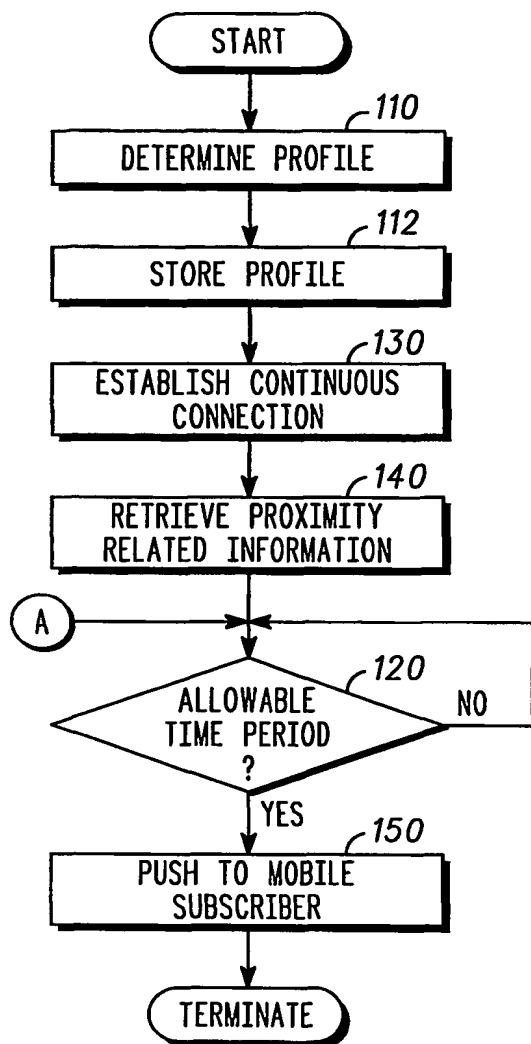 START
110
DETERMINE PROFILE
112
STORE PROFILE
130
ESTABLISH CONTINUOUS
CONNECTION
140
RETRIEVE PROXIMITY
RELATED INFORMATION
A
120
ALLOWABLE
TIME PERIOD
?
NO
YES
150
PUSH TO MOBILE
SUBSCRIBER
TERMINATE